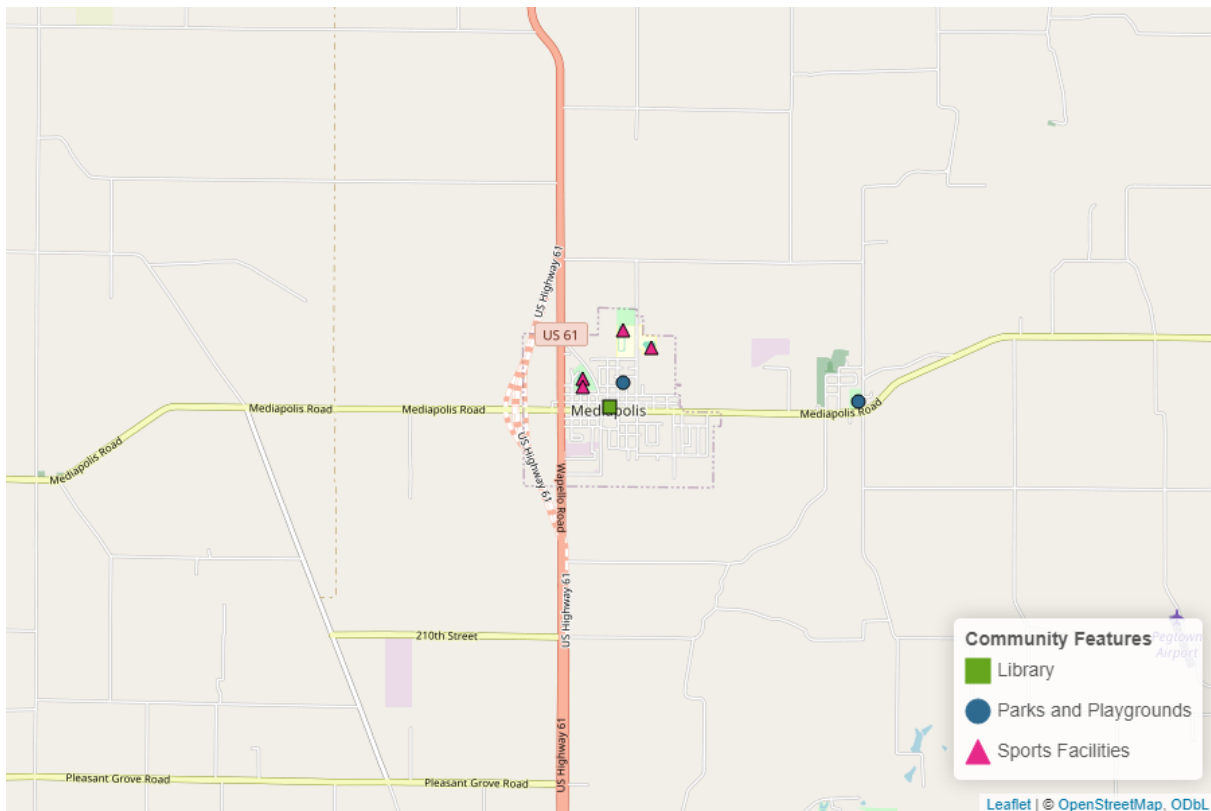 US Highway 61
US 61
Mediapolis Road
Mediapolis Road
Mediapolis
Mediapolis Road
Mediapolis Road
US Highway 61
Wapello Road
US Highway 61
210th Street
Pegtown
Airport
US Highway 61
Pleasant Grove Road
Pleasant Grove Road
Community Features
Library
Parks and Playgrounds
Sports Facilities
Leaflet | © OpenStreetMap, ODbL